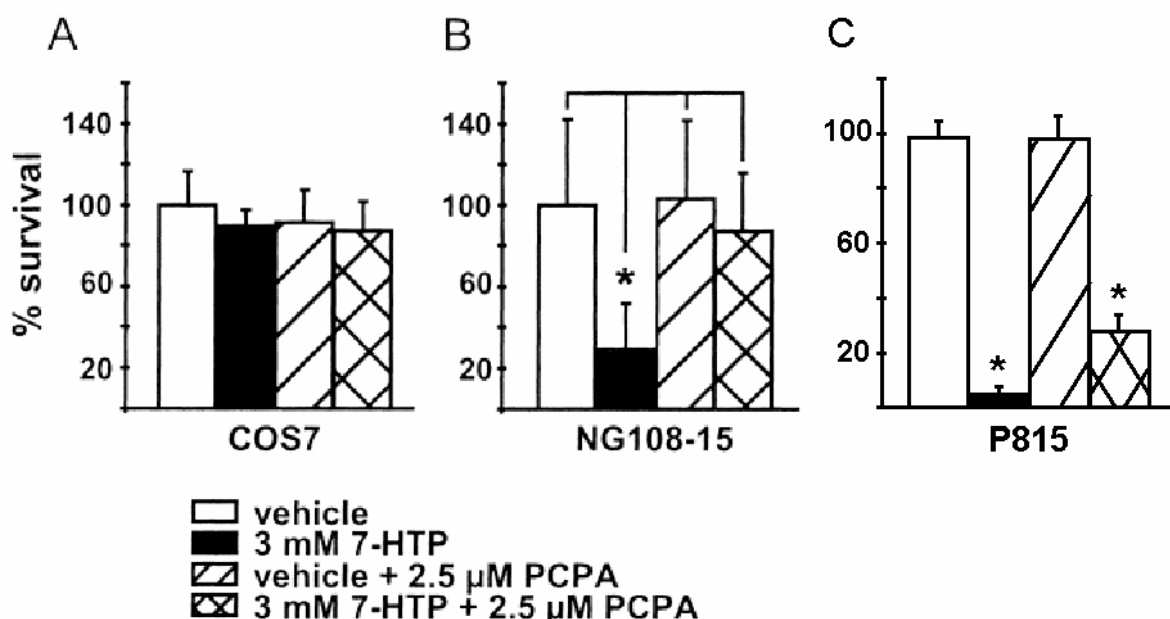 A
B
C
% survival
140
100
60
20
COS7
140
100
60
20
*
NG108-15
100
60
20
*
*
P815
vehicle
3 mM 7-HTP
vehicle + 2.5 µM PCPA
3 mM 7-HTP + 2.5 µM PCPA